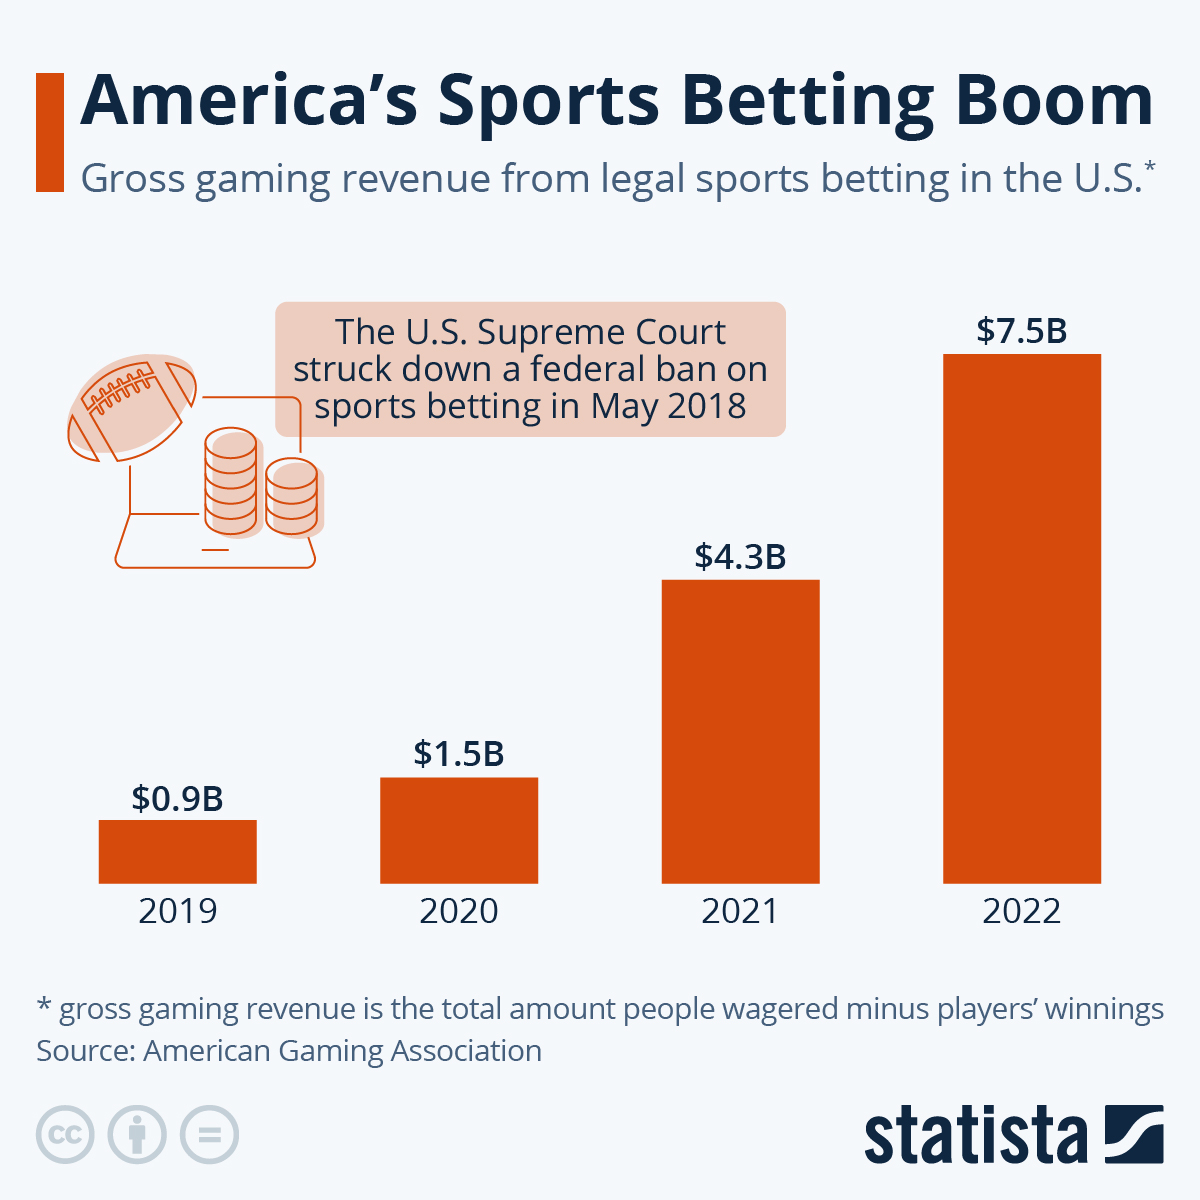 America’s Sports Betting Boom
Gross gaming revenue from legal sports betting in the U.S.*
The U.S. Supreme Court
struck down a federal ban on
sports betting in May 2018
$0.9B
$1.5B
$4.3B
$7.5B
2019
2020
2021
2022
* gross gaming revenue is the total amount people wagered minus players’ winnings
Source: American Gaming Association
cc
statista